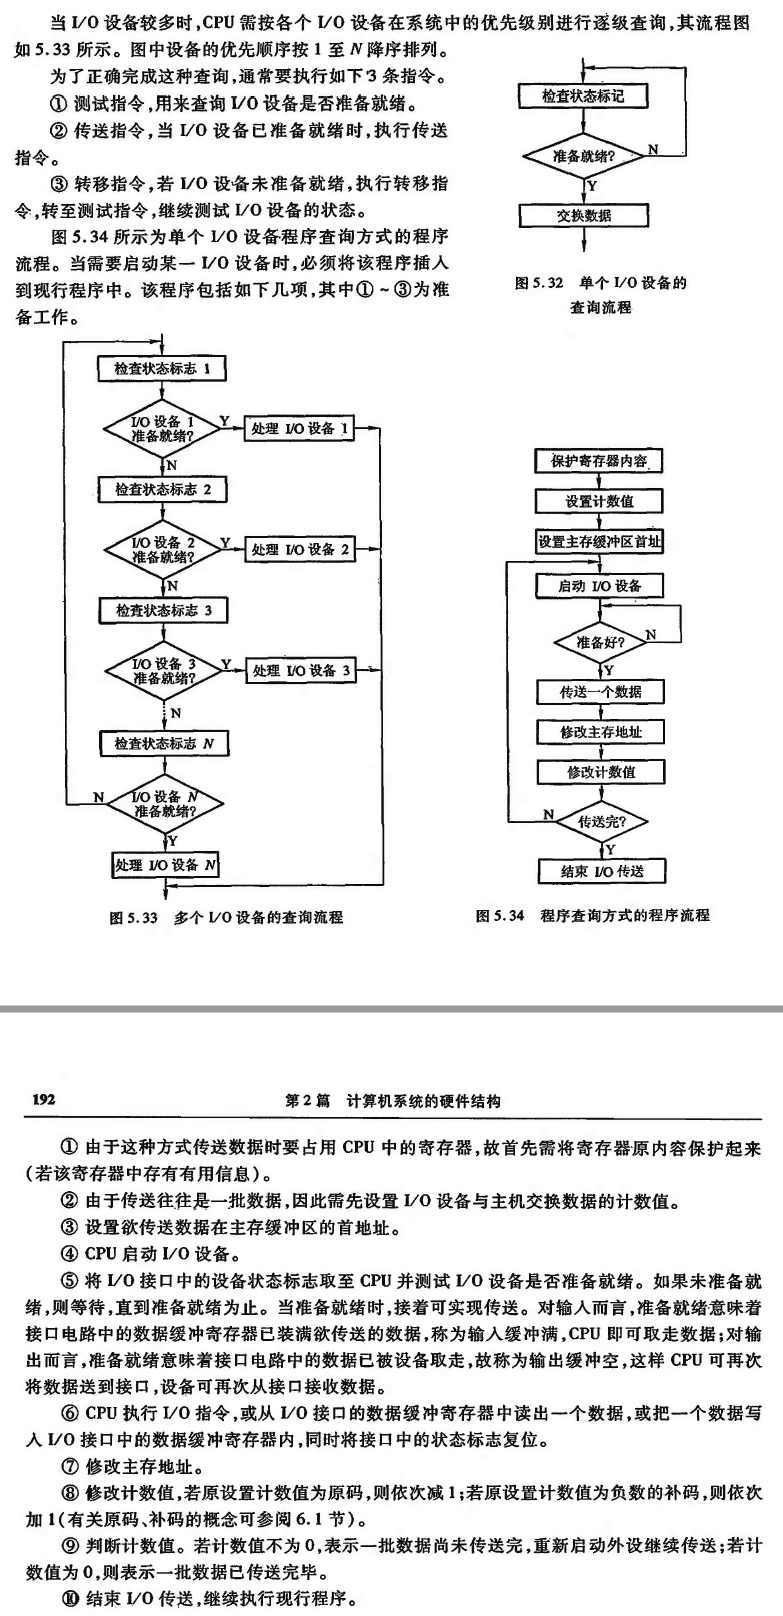 当 I/O 设备较多时,CPU 需按各个 I/O 设备在系统中的优先级别进行逐级查询,其流程图
如 5.33 所示。图中设备的优先顺序按 1 至 N 降序排列。
为了正确完成这种查询,通常要执行如下 3 条指令。
① 测试指令,用来查询 I/O 设备是否准备就绪。
② 传送指令,当 I/O 设备已准备就绪时,执行传送
指令。
③ 转移指令,若 I/O 设备未准备就绪,执行转移指
令,转至测试指令,继续测试 I/O 设备的状态。
图 5.34 所示为单个 I/O 设备程序查询方式的程序
流程。当需要启动某一 I/O 设备时,必须将该程序插入
到现行程序中。该程序包括如下几项,其中①~③为准
备工作。
检查状态标记
准备就绪?
N
Y
交换数据
图 5.32 单个 I/O 设备的
查询流程
检查状态标志 1
I/O 设备 1
准备就绪?
Y
处理 I/O 设备 1
N
检查状态标志 2
I/O 设备 2
准备就绪?
Y
处理 I/O 设备 2
N
检查状态标志 3
I/O 设备 3
准备就绪?
Y
处理 I/O 设备 3
N
检查状态标志 N
I/O 设备 N
准备就绪?
N
Y
处理 I/O 设备 N
图 5.33 多个 I/O 设备的查询流程
保护寄存器内容
设置计数值
设置主存缓冲区首址
启动 I/O 设备
准备好?
N
Y
传送一个数据
修改主存地址
修改计数值
传送完?
N
Y
结束 I/O 传送
图 5.34 程序查询方式的程序流程
192 第 2 篇 计算机系统的硬件结构
① 由于这种方式传送数据时要占用 CPU 中的寄存器,故首先需将寄存器原内容保护起来
(若该寄存器中存有有用信息)。
② 由于传送往往是一批数据,因此需先设置 I/O 设备与主机交换数据的计数值。
③ 设置欲传送数据在主存缓冲区的首地址。
④ CPU 启动 I/O 设备。
⑤ 将 I/O 接口中的设备状态标志取至 CPU 并测试 I/O 设备是否准备就绪。如果未准备就
绪,则等待,直到准备就绪为止。当准备就绪时,接着可实现传送。对输入而言,准备就绪意味着
接口电路中的数据缓冲寄存器已装满欲传送的数据,称为输入缓冲满,CPU 即可取走数据;对输
出而言,准备就绪意味着接口电路中的数据已被设备取走,故称为输出缓冲空,这样 CPU 可再次
将数据送到接口,设备可再次从接口接收数据。
⑥ CPU 执行 I/O 指令,或从 I/O 接口的数据缓冲寄存器中读出一个数据,或把一个数据写
入 I/O 接口中的数据缓冲寄存器内,同时将接口中的状态标志复位。
⑦ 修改主存地址。
⑧ 修改计数值,若原设置计数值为原码,则依次减 1;若原设置计数值为负数的补码,则依次
加 1(有关原码、补码的概念可参阅 6.1 节)。
⑨ 判断计数值。若计数值不为 0,表示一批数据尚未传送完,重新启动外设继续传送;若计
数值为 0,则表示一批数据已传送完毕。
⑩ 结束 I/O 传送,继续执行现行程序。